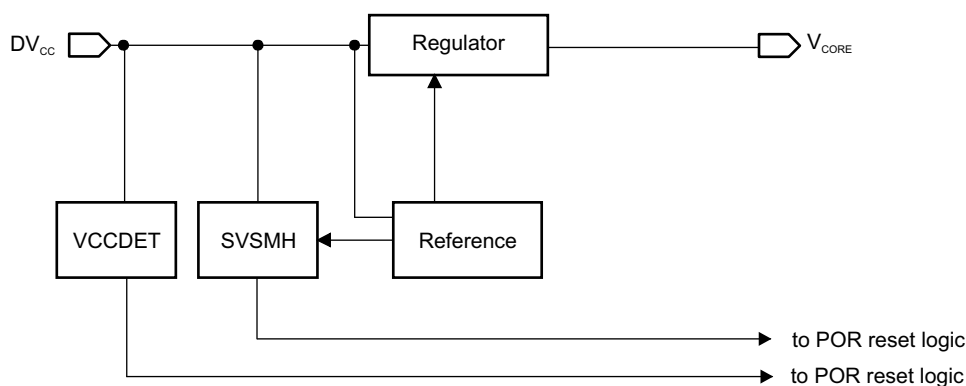 DVCC
Regulator
VCORE
VCCDET
SVSMH
Reference
to POR reset logic
to POR reset logic